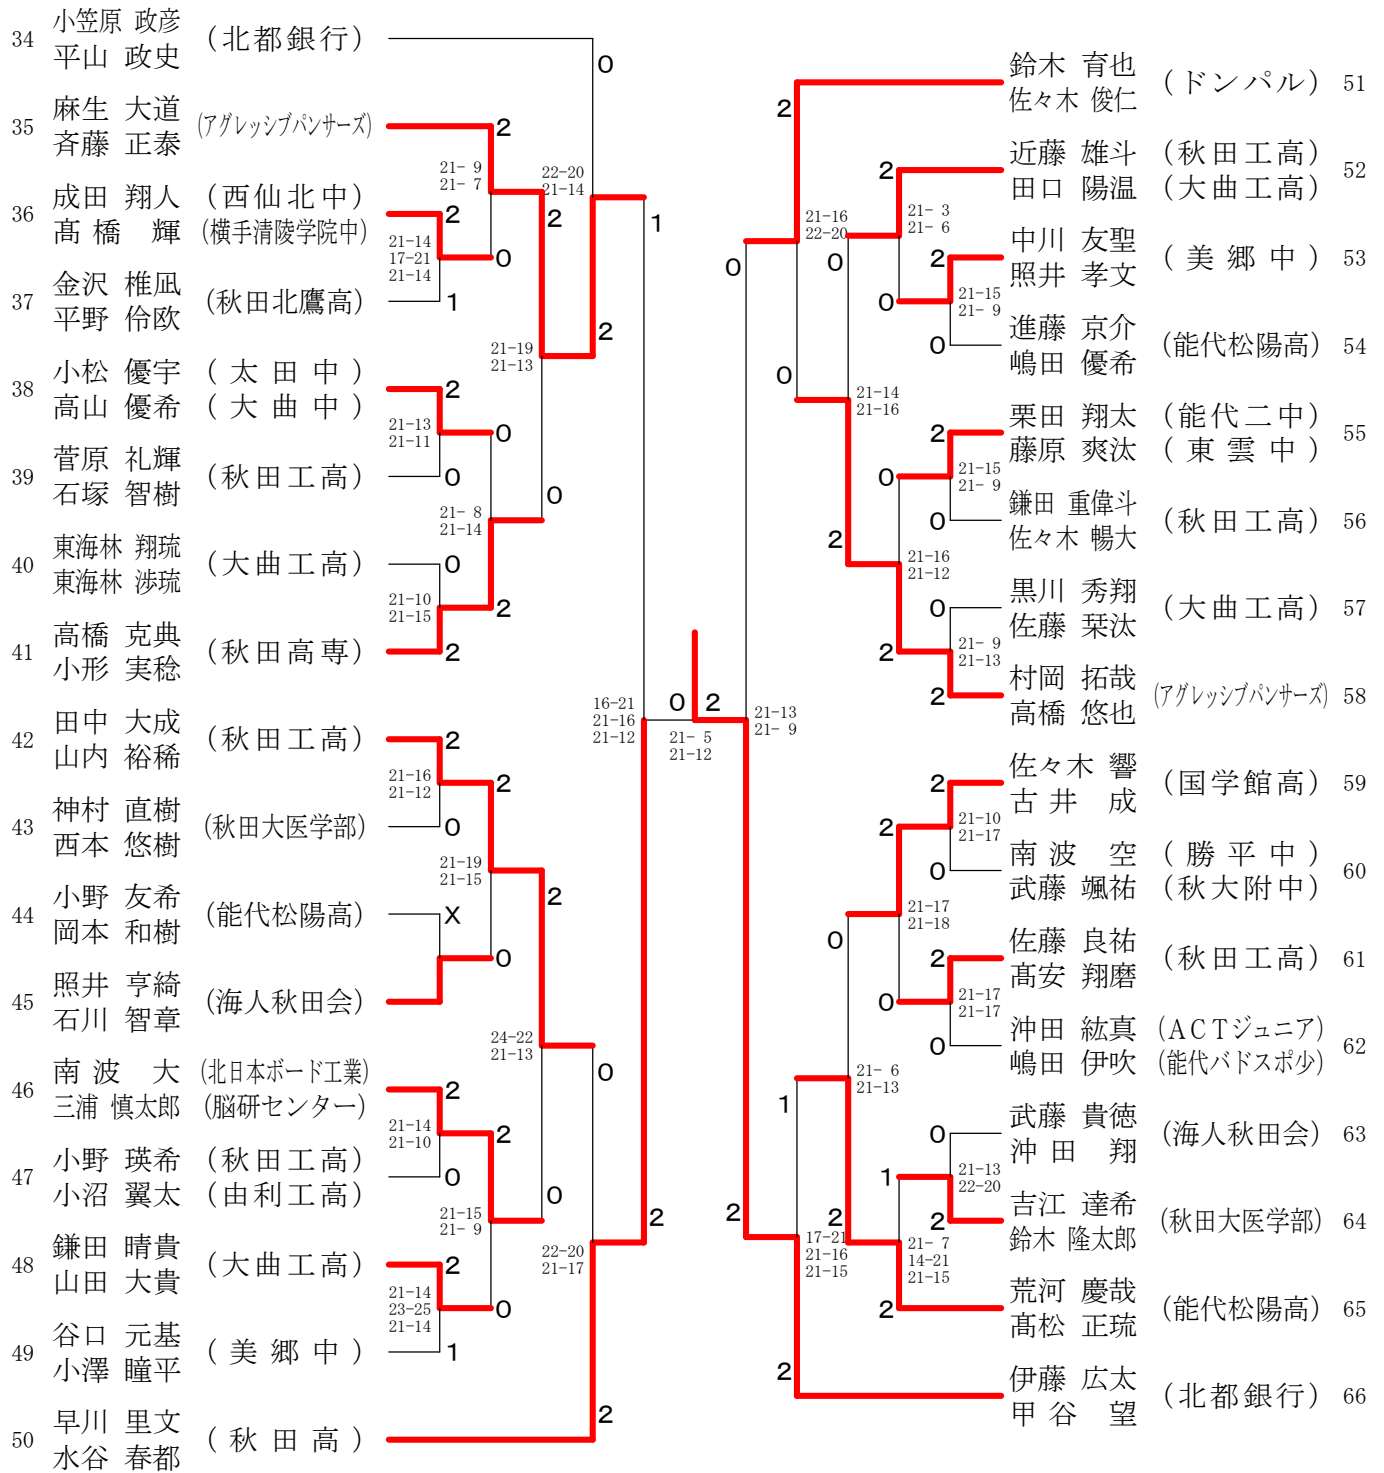 34 小笠原 政彦 (北都銀行)
平山 政史
0
35 麻生 大道 (アグレッシブパンサーズ)
斉藤 正泰
2
21- 9
21- 7
22-20
21-14
36 成田 翔人 (西仙北中)
髙橋 輝 (横手清陵学院中)
2
2
1
21-14
17-21
21-14
0
37 金沢 椎凪 (秋田北鷹高)
平野 伶欧
1
2
21-19
21-13
38 小松 優宇 (太田中)
高山 優希 (大曲中)
2
21-13
21-11
0
39 菅原 礼輝 (秋田工高)
石塚 智樹
0
0
21- 8
21-14
40 東海林 翔琉 (大曲工高)
東海林 渉琉
0
21-10
21-15
2
41 高橋 克典 (秋田高専)
小形 実稔
2
16-21
21-16
21-12
0
2
21- 5
21-12
21-13
21- 9
42 田中 大成 (秋田工高)
山内 裕稀
2
21-16
21-12
2
43 神村 直樹 (秋田大医学部)
西本 悠樹
0
21-19
21-15
2
44 小野 友希 (能代松陽高)
岡本 和樹
X
0
45 照井 亨綺 (海人秋田会)
石川 智章
24-22
21-13
0
46 南波 大 (北日本ボード工業)
三浦 慎太郎 (脳研センター)
2
21-14
21-10
2
47 小野 瑛希 (秋田工高)
小沼 翼太 (由利工高)
0
0
2
21-15
21- 9
48 鎌田 晴貴 (大曲工高)
山田 大貴
2
22-20
21-17
21-14
23-25
21-14
0
49 谷口 元基 (美郷中)
小澤 瞳平
1
50 早川 里文 (秋田高)
水谷 春都
2
鈴木 育也 (ドンパル) 51
佐々木 俊仁
2
近藤 雄斗 (秋田工高) 52
田口 陽温 (大曲工高)
2
21- 3
21- 6
21-16
22-20
0
0
中川 友聖 (美郷中) 53
照井 孝文
2
0
21-15
21- 9
進藤 京介 (能代松陽高) 54
嶋田 優希
0
0
21-14
21-16
栗田 翔太 (能代二中) 55
藤原 爽汰 (東雲中)
2
0
21-15
21- 9
鎌田 重偉斗 (秋田工高) 56
佐々木 暢大
0
2
21-16
21-12
黒川 秀翔 (大曲工高) 57
佐藤 栞汰
0
21- 9
21-13
2
村岡 拓哉 (アグレッシブパンサーズ) 58
高橋 悠也
2
佐々木 響 (国学館高) 59
古井 成
2
2
21-10
21-17
南波 空 (勝平中) 60
武藤 颯祐 (秋大附中)
0
21-17
21-18
0
佐藤 良祐 (秋田工高) 61
髙安 翔磨
2
0
21-17
21-17
沖田 紘真 (ACTジュニア) 62
嶋田 伊吹 (能代バドスポ少)
0
21- 6
21-13
1
武藤 貴徳 (海人秋田会) 63
沖田 翔
0
21-13
22-20
1
吉江 達希 (秋田大医学部) 64
鈴木 隆太郎
2
2
2
17-21
21-16
21-15
21- 7
14-21
21-15
荒河 慶哉 (能代松陽高) 65
髙松 正琉
2
伊藤 広太 (北都銀行) 66
甲谷 望
2